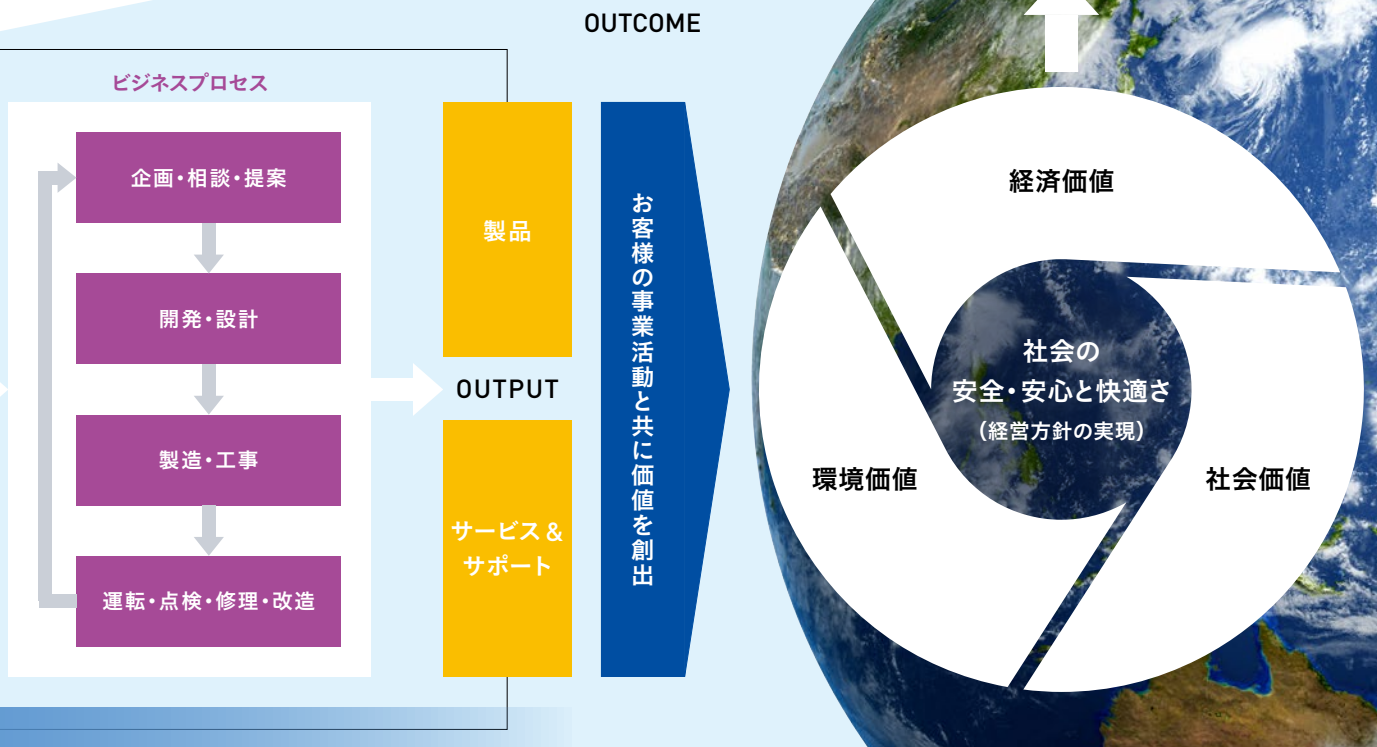 OUTCOME
ビジネスプロセス
企画・相談・提案
開発・設計
製造・工事
運転・点検・修理・改造
製品
OUTPUT
サービス&
サポート
お客様の事業活動と共に価値を創出
経済価値
社会の
安全・安心と快適さ
(経営方針の実現)
環境価値
社会価値